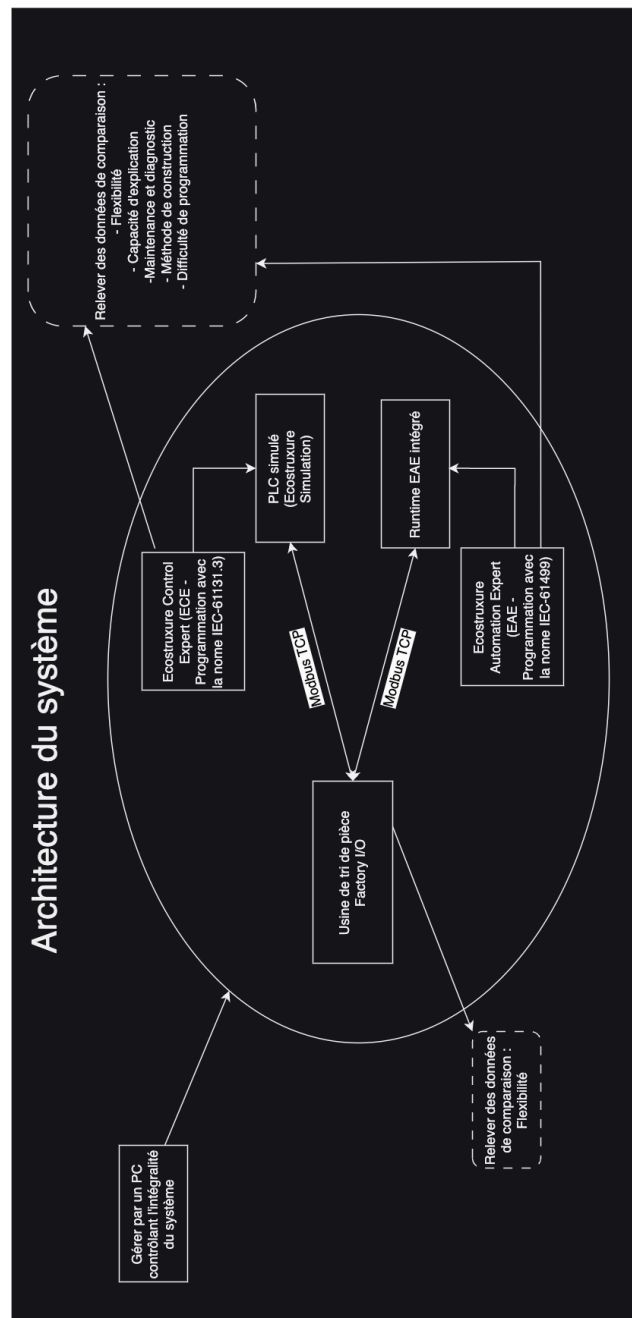 Architecture du système
Gérer par un PC
contrôlant l'intégralité
du système
Usine de tri de pièce
Factory I/O
Modbus TCP
Modbus TCP
Ecostruxure Control
Expert (ECE -
Programmation avec
la nome IEC-61131.3)
PLC simulé
(Ecostruxure
Simulation)
Runtime EAE intégré
Ecostruxure
Automation Expert
(EAE -
Programmation avec
la nome IEC-61499)
Relever des données de comparaison :
- Flexibilité
- Capacité d'explication
-Maintenance et diagnostic
- Méthode de construction
- Difficulté de programmation
Relever des données
de comparaison :
Flexibilité